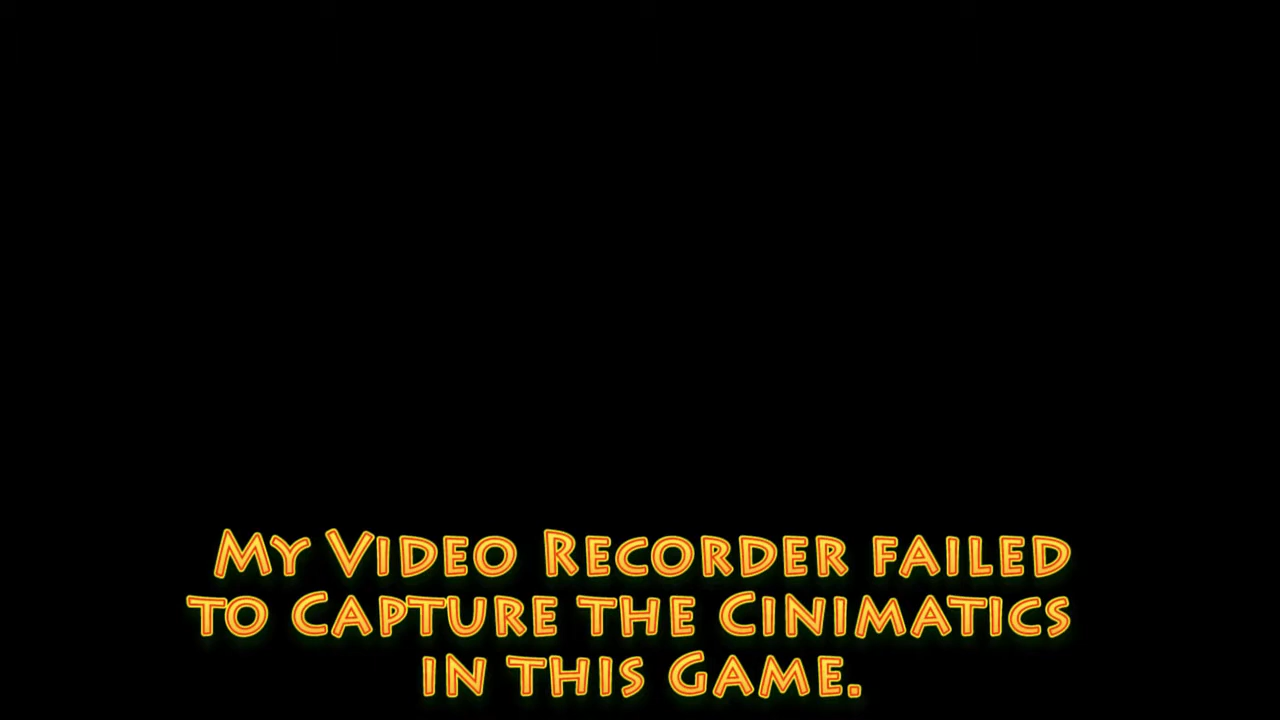 My Video Recorder failed
to Capture the Cinimatics
in this Game.